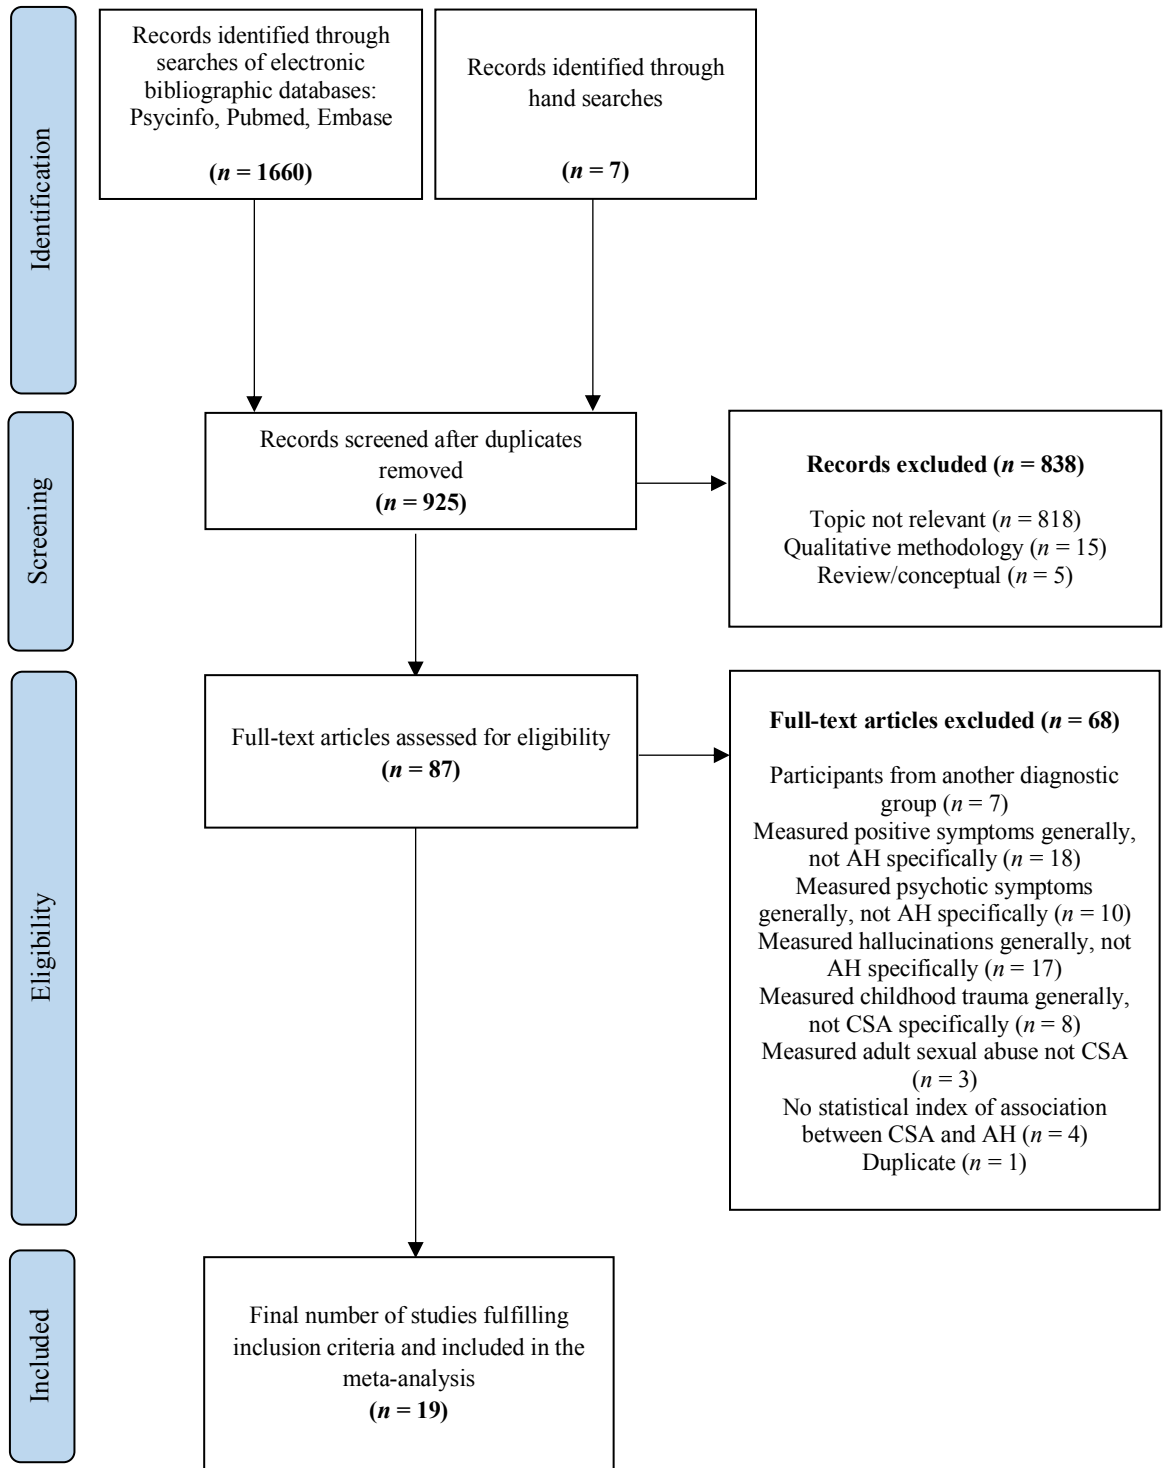 Identification
Records identified through
searches of electronic
bibliographic databases:
Psycinfo, Pubmed, Embase
(n = 1660)
Records identified through
hand searches
(n = 7)
Screening
Records screened after duplicates
removed
(n = 925)
Records excluded (n = 838)
Topic not relevant (n = 818)
Qualitative methodology (n = 15)
Review/conceptual (n = 5)
Eligibility
Full-text articles assessed for eligibility
(n = 87)
Full-text articles excluded (n = 68)
Participants from another diagnostic
group (n = 7)
Measured positive symptoms generally,
not AH specifically (n = 18)
Measured psychotic symptoms
generally, not AH specifically (n = 10)
Measured hallucinations generally, not
AH specifically (n = 17)
Measured childhood trauma generally,
not CSA specifically (n = 8)
Measured adult sexual abuse not CSA
(n = 3)
No statistical index of association
between CSA and AH (n = 4)
Duplicate (n = 1)
Included
Final number of studies fulfilling
inclusion criteria and included in the
meta-analysis
(n = 19)